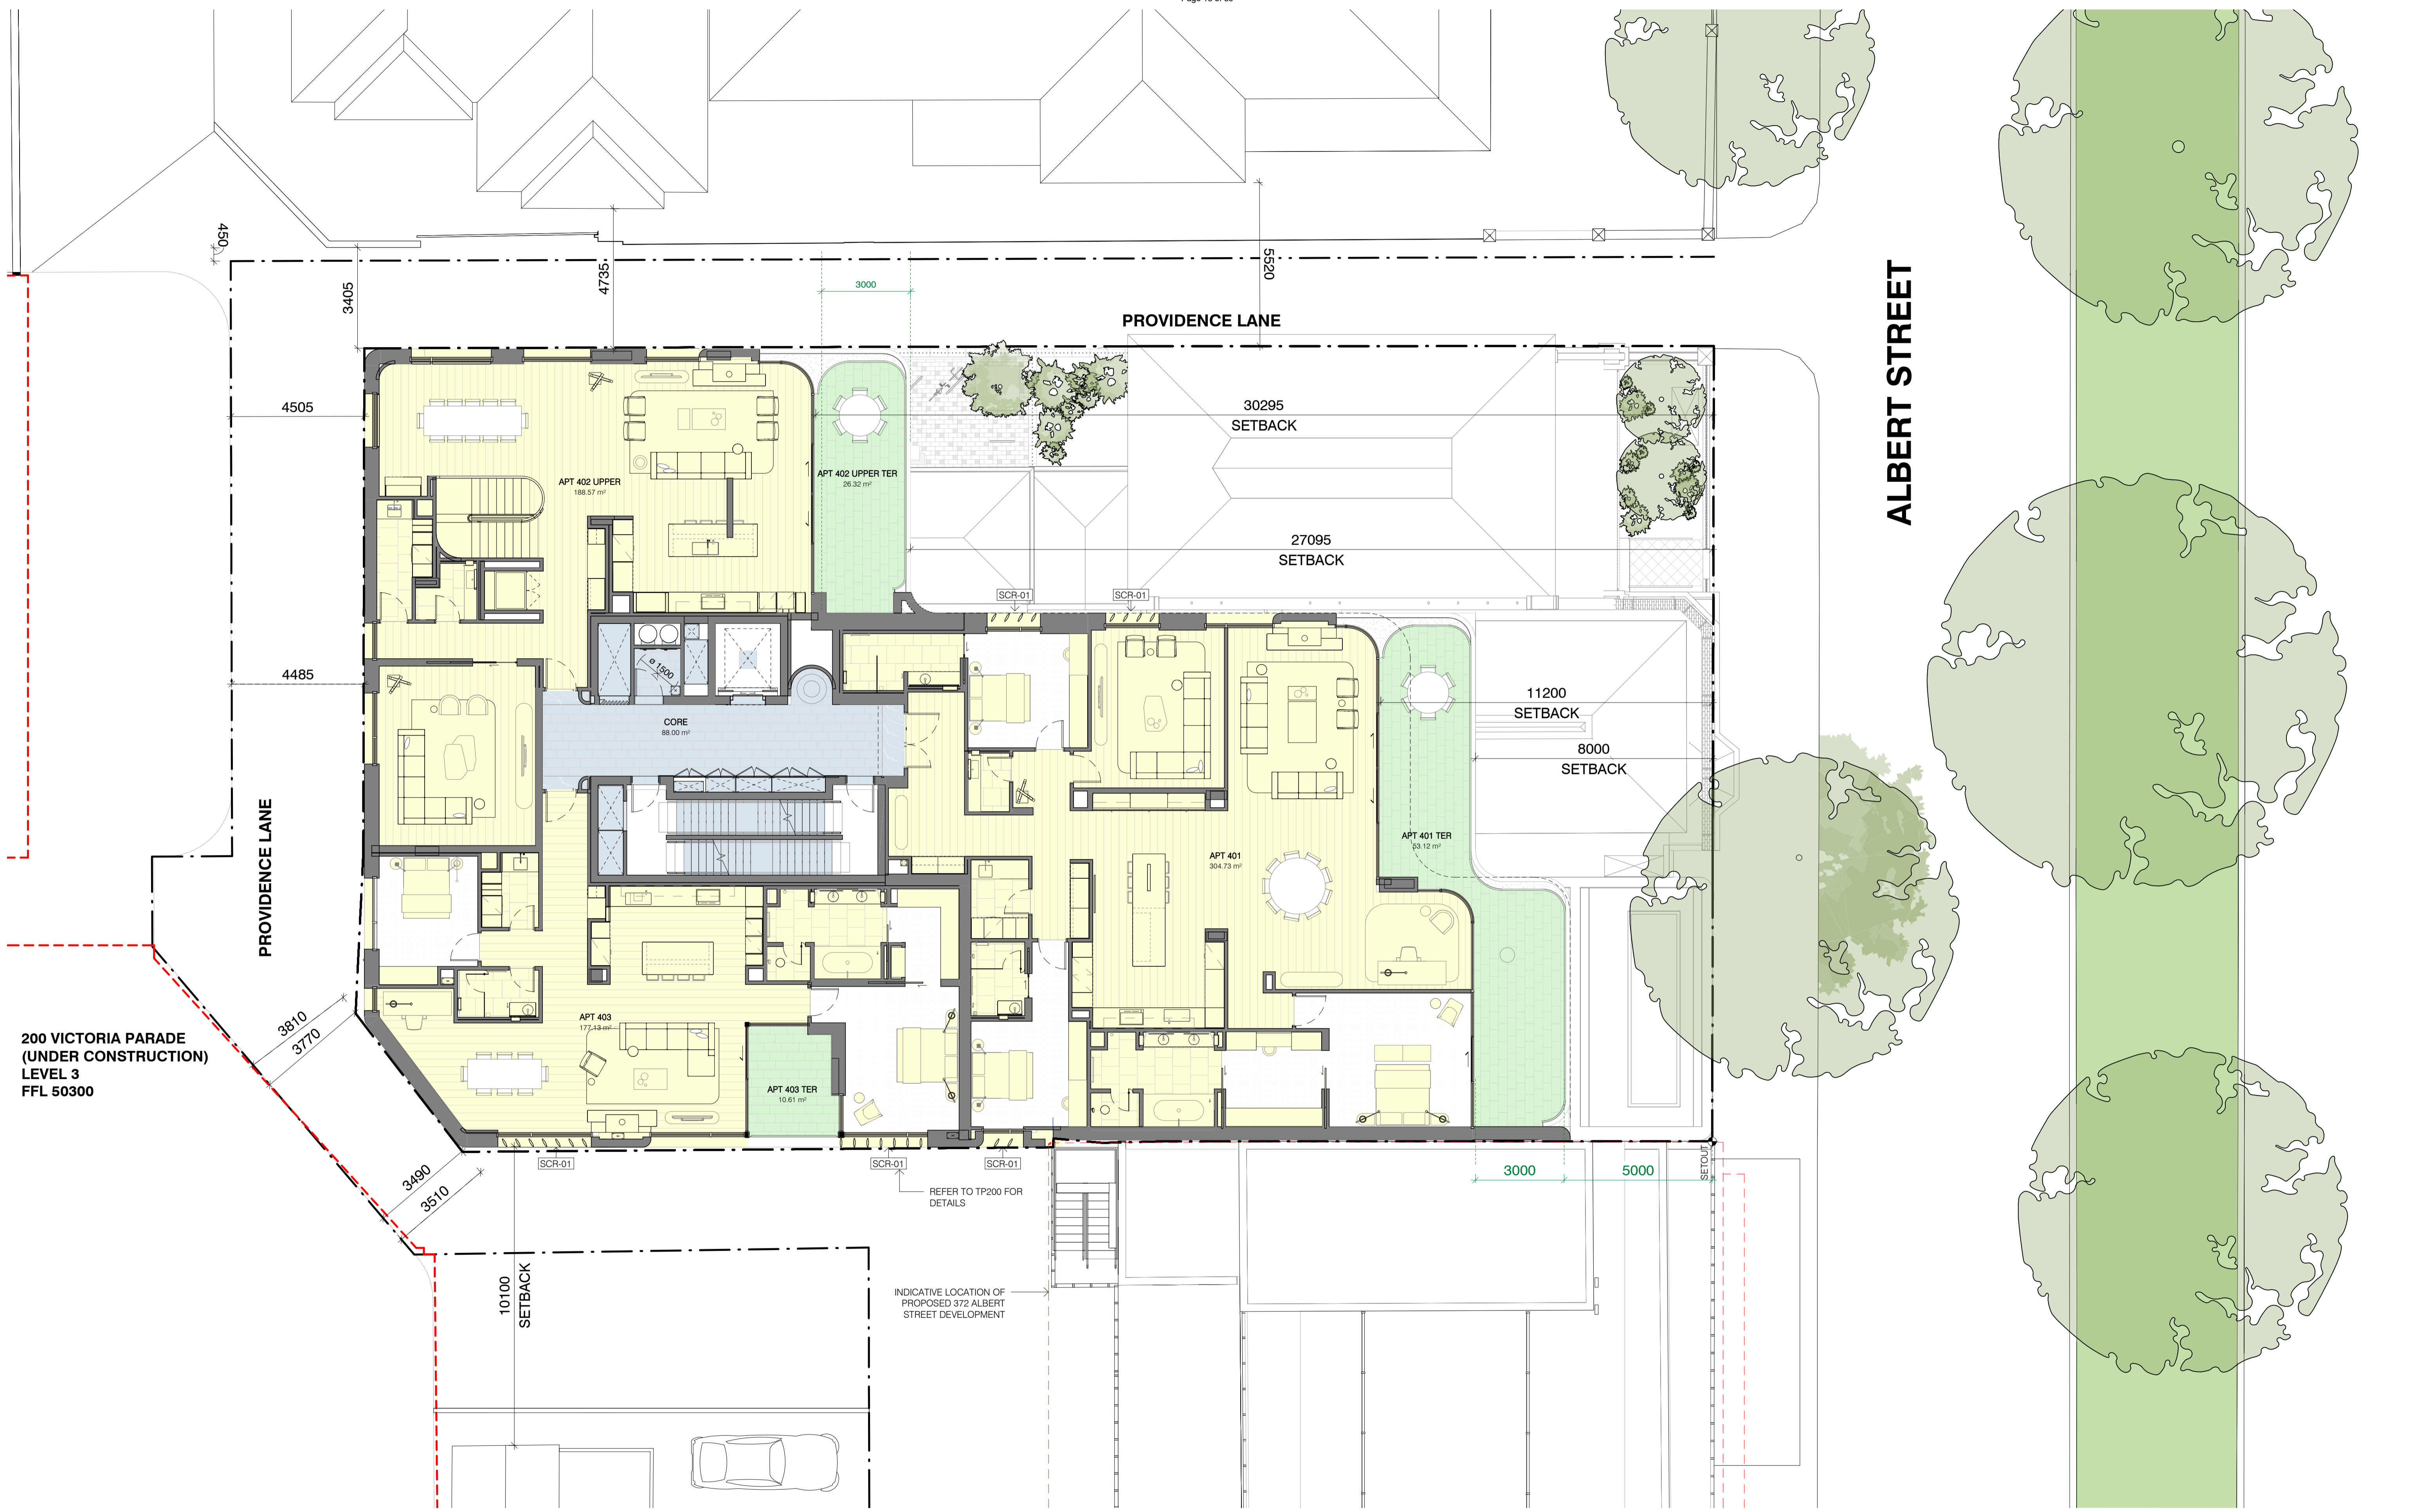 450
3405
4735
3000
5520
PROVIDENCE LANE
ALBERT STREET
4505
30295
SETBACK
APT 402 UPPER
188.57 m²
APT 402 UPPER TER
26.32 m²
27095
SETBACK
SCR-01
SCR-01
ø 1500
4485
CORE
88.00 m²
11200
SETBACK
8000
SETBACK
PROVIDENCE LANE
APT 401
304.73 m²
APT 401 TER
53.12 m²
200 VICTORIA PARADE
(UNDER CONSTRUCTION)
LEVEL 3
FFL 50300
3810
3770
APT 403
177.13 m²
APT 403 TER
10.61 m²
3490
3510
SCR-01
SCR-01
SCR-01
REFER TO TP200 FOR
DETAILS
3000
5000
SETOUT
10100
SETBACK
INDICATIVE LOCATION OF
PROPOSED 372 ALBERT
STREET DEVELOPMENT